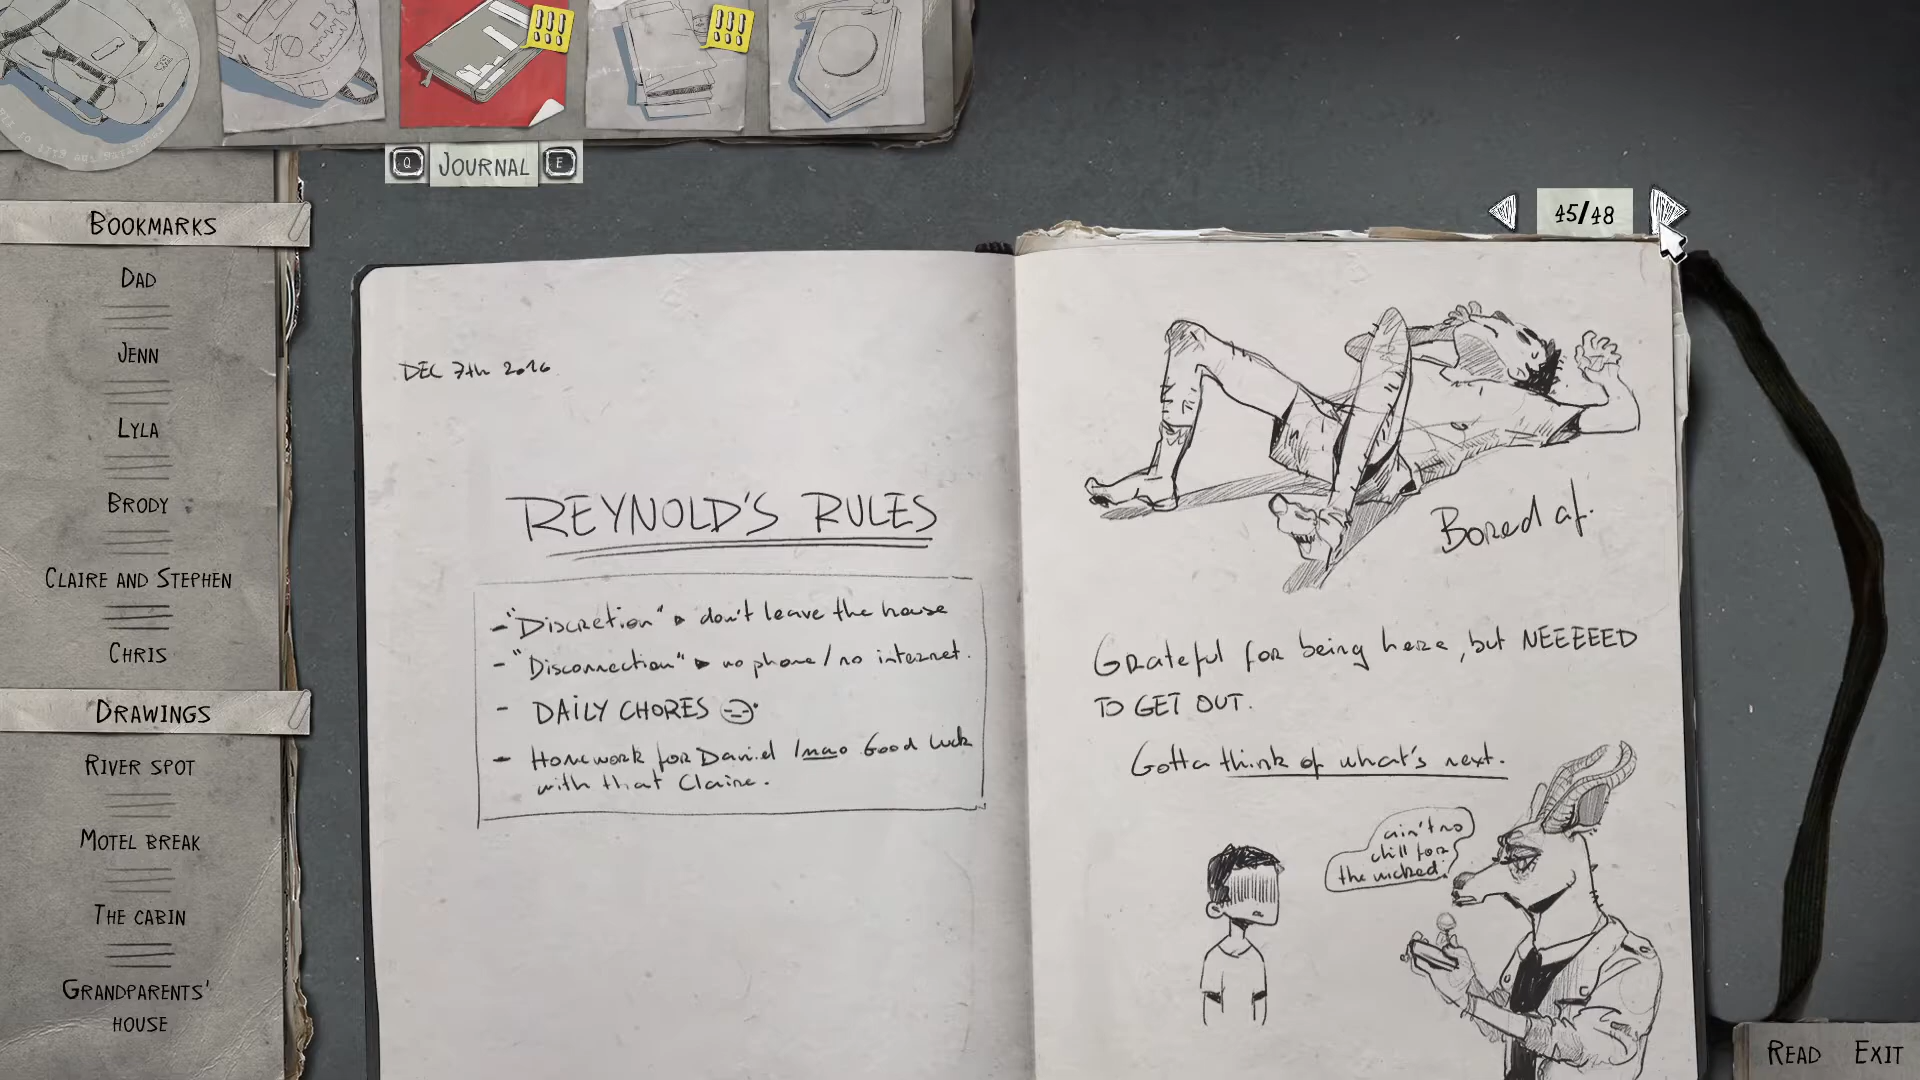 Q JOURNAL E
BOOKMARKS
DAD
JENN
LYLA
BRODY
CLAIRE AND STEPHEN
CHRIS
DRAWINGS
RIVER SPOT
MOTEL BREAK
THE CABIN
GRANDPARENTS'
HOUSE
45/48
DEC 7th 2016
REYNOLD'S RULES
- "Discretion" ▸ don't leave the house
- "Disconnection" ▸ no phone / no internet.
- DAILY CHORES
- Homework for Daniel lmao Good luck
with that Claire.
Bored af.
Grateful for being here, but NEEEEED
TO GET OUT.
Gotta think of what's next.
ain't no
chill for
the wicked.
READ EXIT